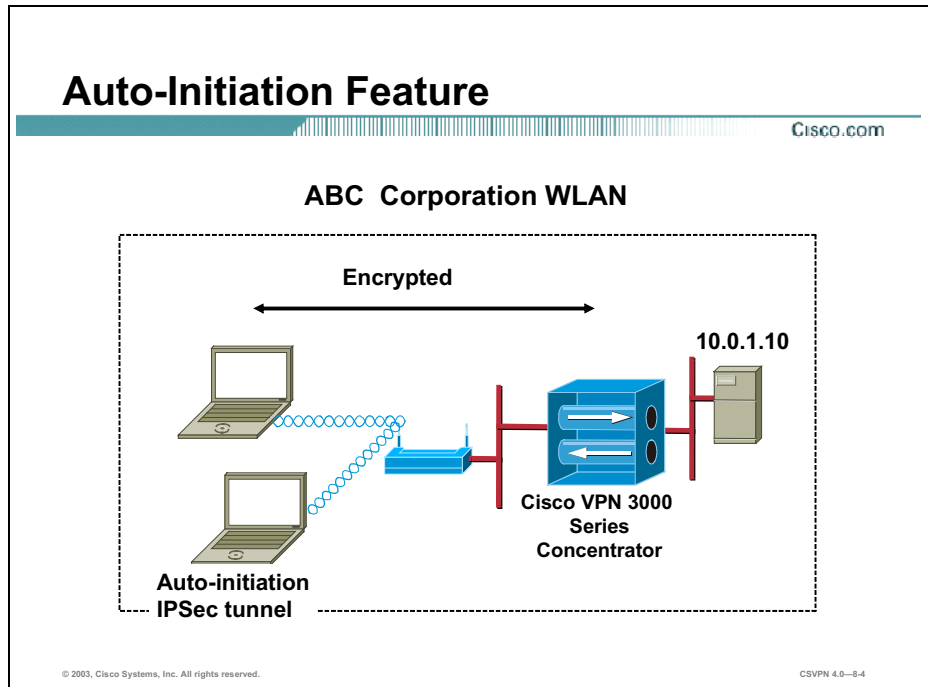 Auto-Initiation Feature
Cisco.com
ABC Corporation WLAN
Encrypted
10.0.1.10
Cisco VPN 3000
Series
Concentrator
Auto-initiation
IPSec tunnel
© 2003, Cisco Systems, Inc. All rights reserved.
CSVPN 4.0—8-4